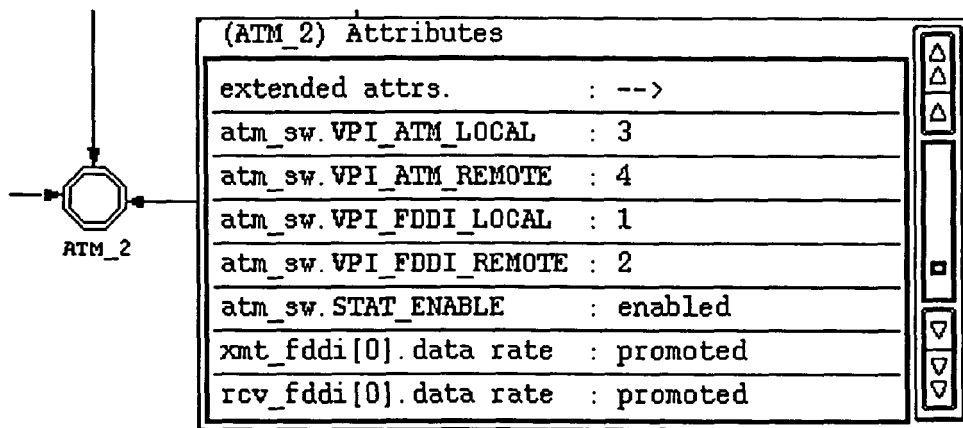 (ATM_2) Attributes
extended attrs. : -->
atm_sw.VPI_ATM_LOCAL : 3
atm_sw.VPI_ATM_REMOTE : 4
atm_sw.VPI_FDDI_LOCAL : 1
atm_sw.VPI_FDDI_REMOTE : 2
atm_sw.STAT_ENABLE : enabled
xmt_fddi[0].data rate : promoted
rcv_fddi[0].data rate : promoted
ATM_2